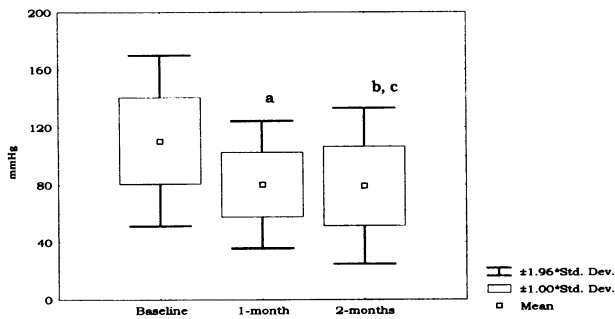 200
160
120
80
40
0
mmHg
a
b, c
Baseline
1-month
2-months
±1.96*Std. Dev.
±1.00*Std. Dev.
Mean